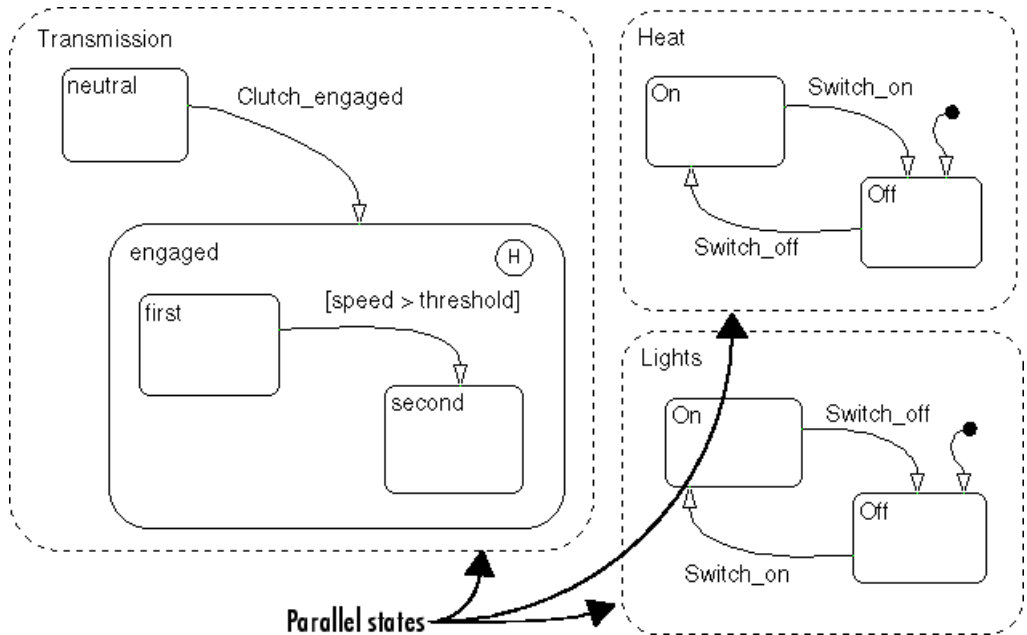 Transmission
neutral
Clutch_engaged
engaged
H
first
[speed > threshold]
second
Heat
On
Switch_on
Off
Switch_off
Lights
On
Switch_off
Off
Switch_on
Parallel states